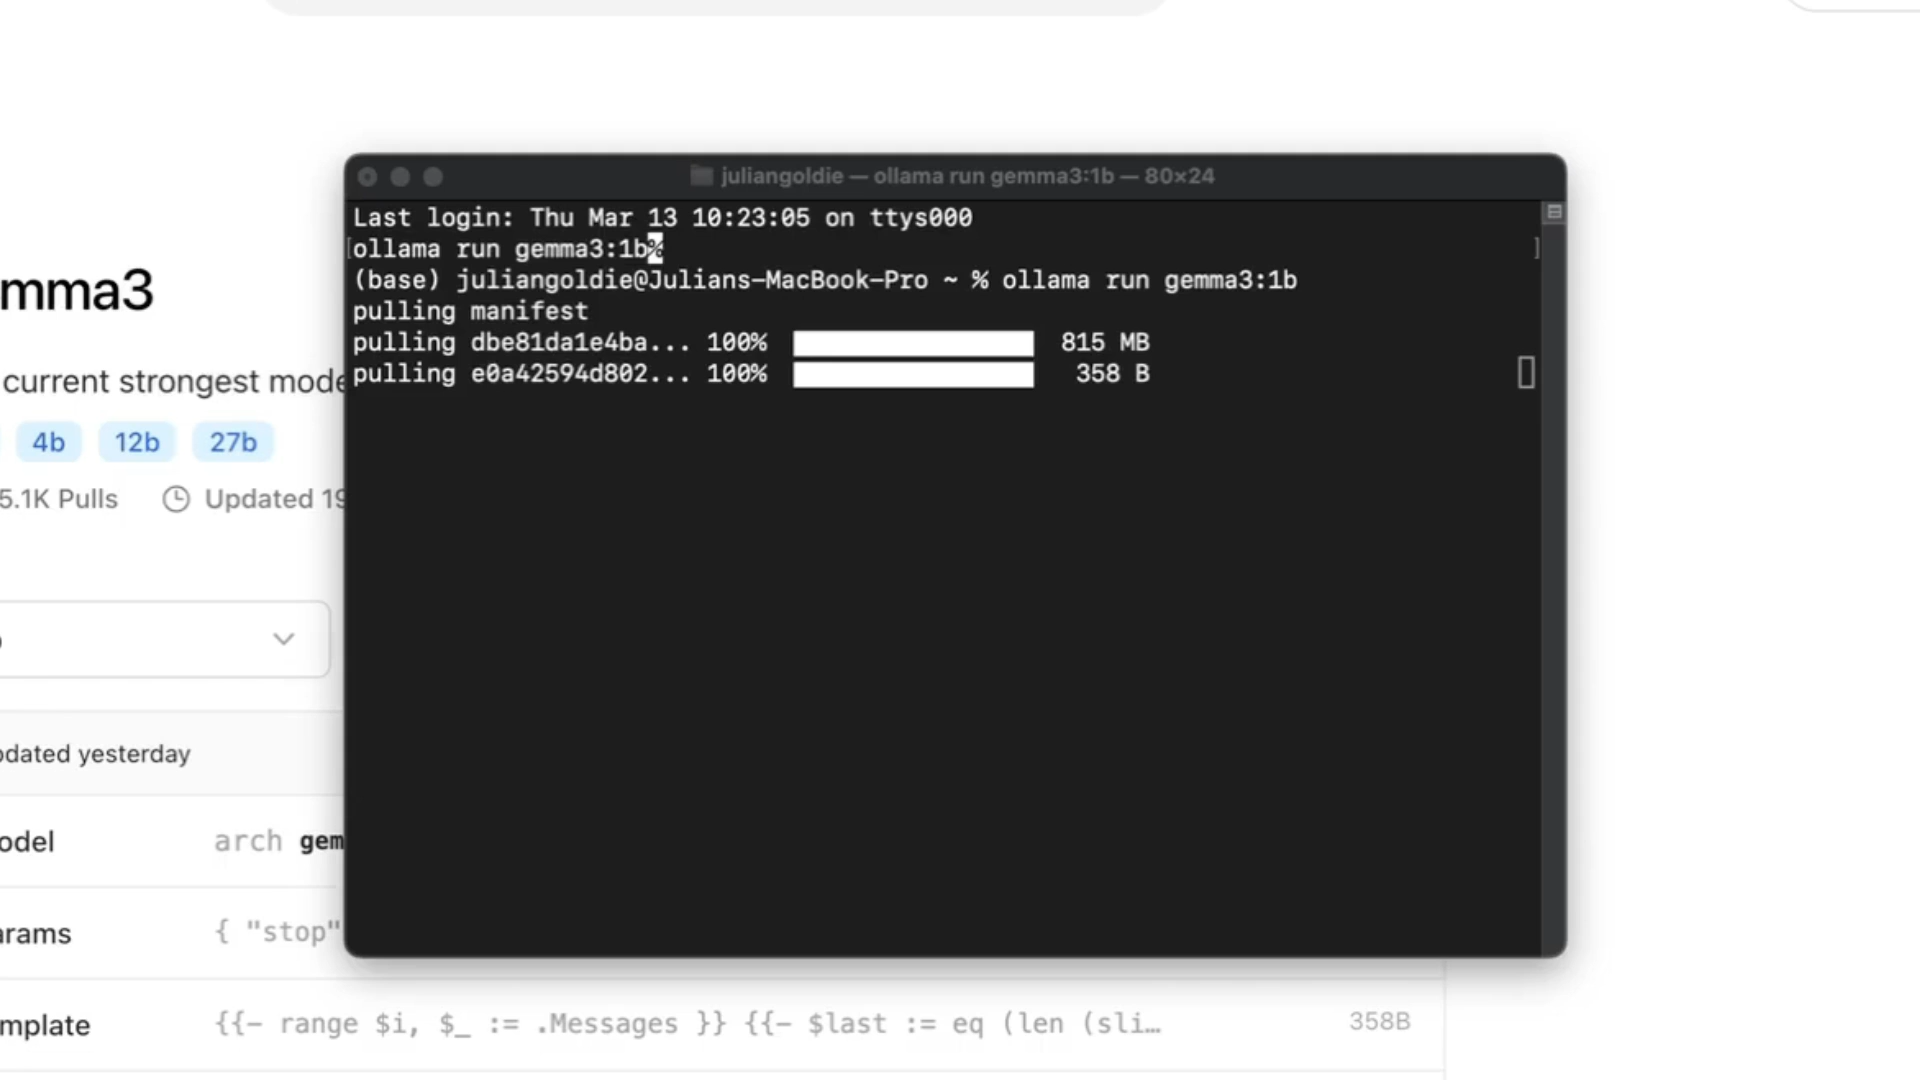 juliangoldie — ollama run gemma3:1b — 80×24
Last login: Thu Mar 13 10:23:05 on ttys000
[ollama run gemma3:1b% ]
(base) juliangoldie@Julians-MacBook-Pro ~ % ollama run gemma3:1b
pulling manifest
pulling dbe81da1e4ba... 100% 815 MB
pulling e0a42594d802... 100% 358 B
mma3
current strongest mode
4b 12b 27b
5.1K Pulls Updated 19
dated yesterday
odel arch gem
arams { "stop"
mplate {{- range $i, $_ := .Messages }} {{- $last := eq (len (sli… 358B